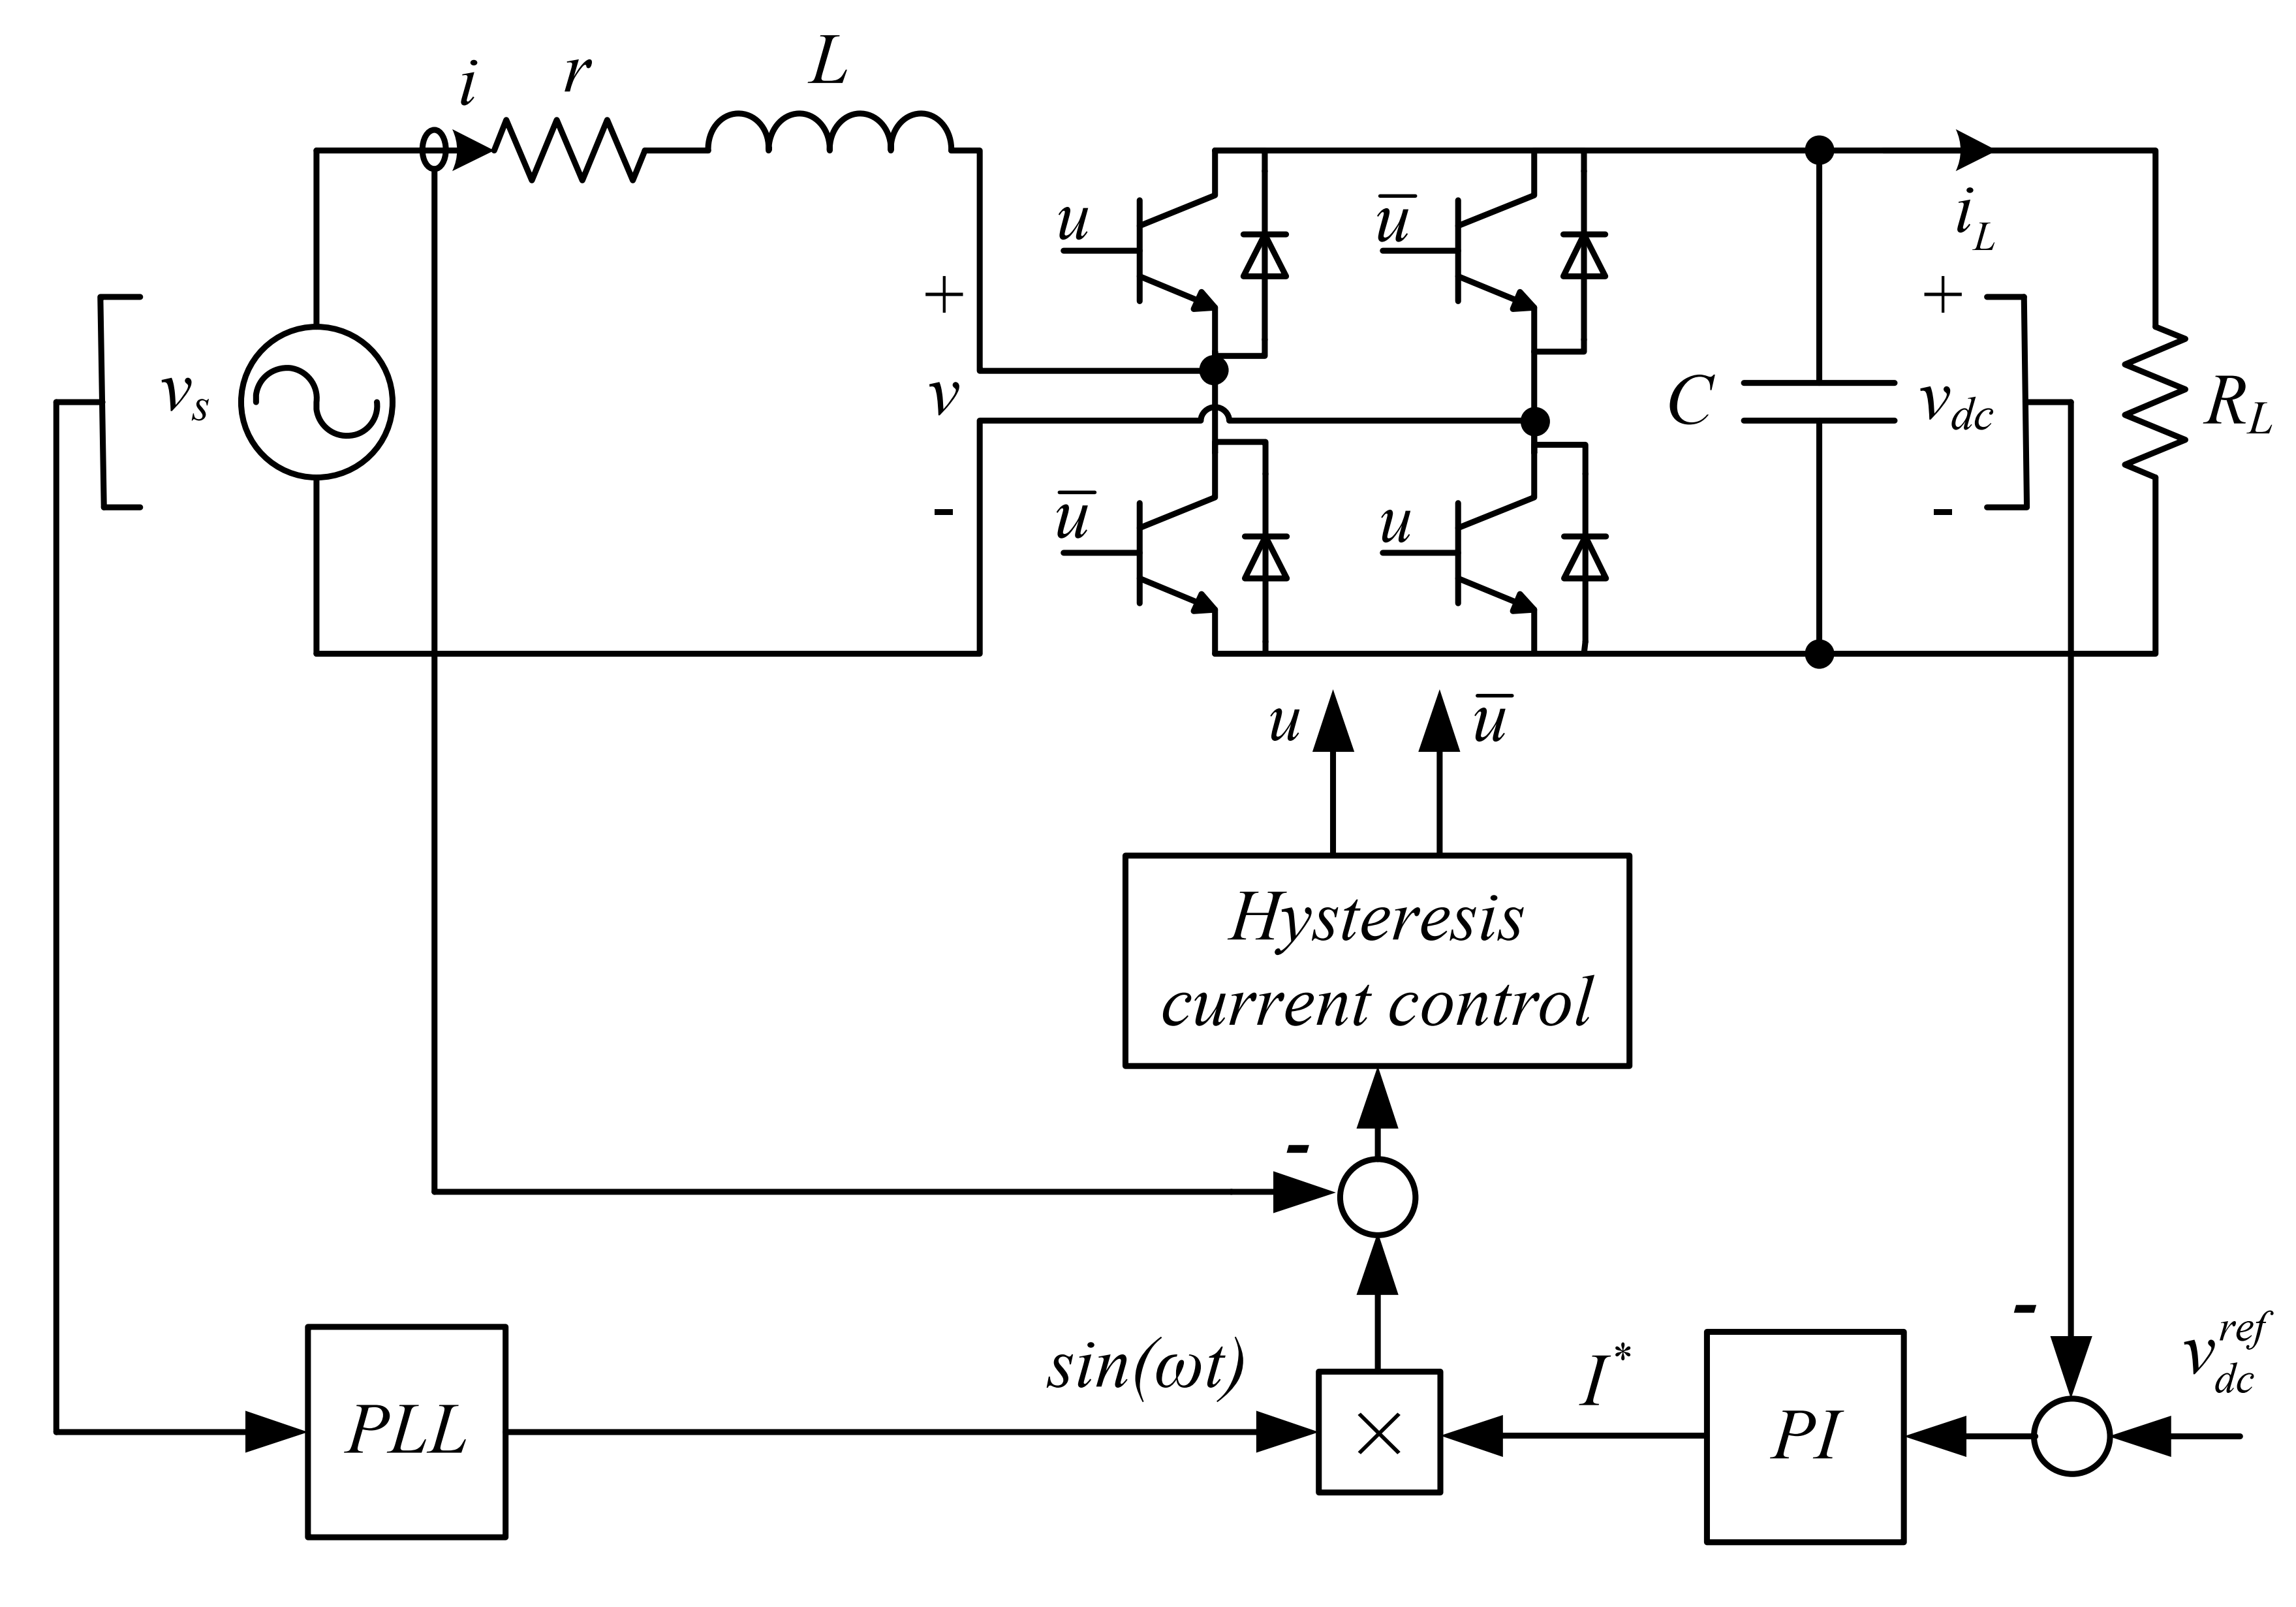 i
r
L
u
u̅
i_L
+
+
v_s
v
C
v_dc
R_L
-
-
u̅
u
u
u̅
Hysteresis
current control
-
-
v_dc^ref
sin(ωt)
I*
PLL
×
PI